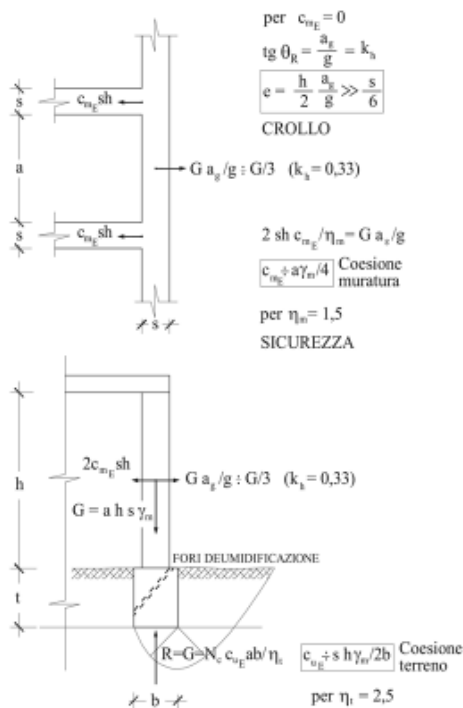 per c_mE = 0
tg θ_R = a_g/g = k_h
e = h/2 a_g/g ≫ s/6
CROLLO
s
c_mE sh
a
G a_g/g ÷ G/3 (k_h = 0,33)
s
c_mE sh
2 sh c_mE/η_m = G a_g/g
c_mE ÷ aγ_m/4 Coesione muratura
per η_m = 1,5
s
SICUREZZA
h
2c_mE sh
G a_g/g ÷ G/3 (k_h = 0,33)
G = a h s γ_m
FORI DEUMIDIFICAZIONE
t
R=G=N_c c_uE ab/η_t
c_uE ÷ s h γ_m/2b Coesione terreno
b
per η_t = 2,5